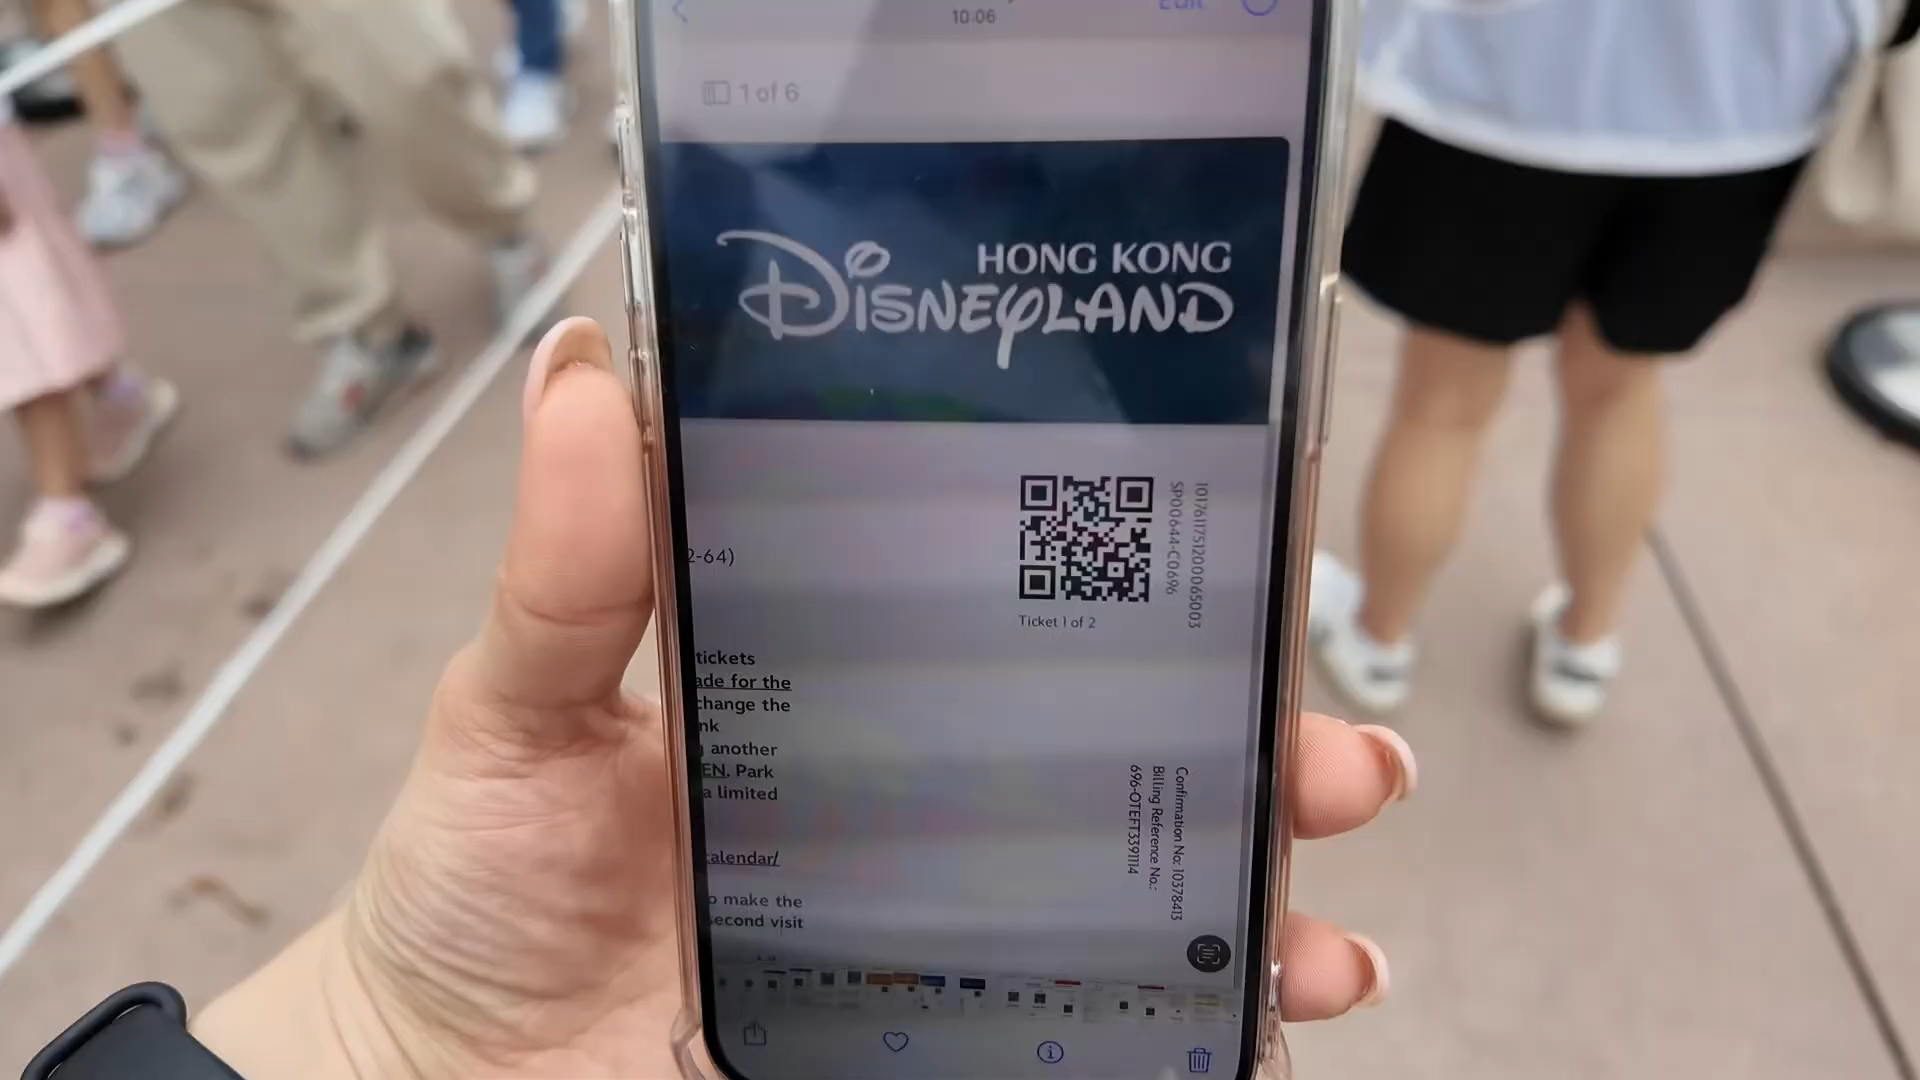 10:06
1 of 6
HONG KONG
DISNEYLAND
2-64)
101761175120065003
SP00644-C0696
Ticket 1 of 2
tickets
ade for the
change the
nk
another
EN. Park
a limited
calendar/
o make the
second visit
Confirmation No: 10378413
Billing Reference No.:
696-OTEFT3391114